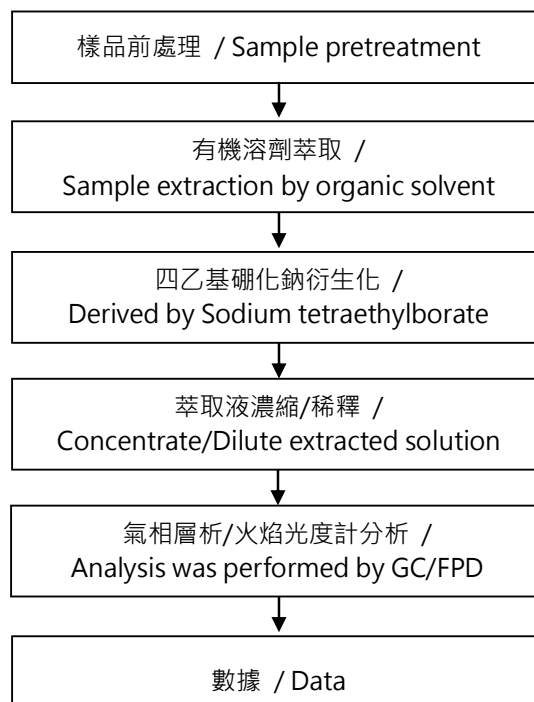 樣品前處理 / Sample pretreatment
有機溶劑萃取 /
Sample extraction by organic solvent
四乙基硼化鈉衍生化 /
Derived by Sodium tetraethylborate
萃取液濃縮/稀釋 /
Concentrate/Dilute extracted solution
氣相層析/火焰光度計分析 /
Analysis was performed by GC/FPD
數據 / Data